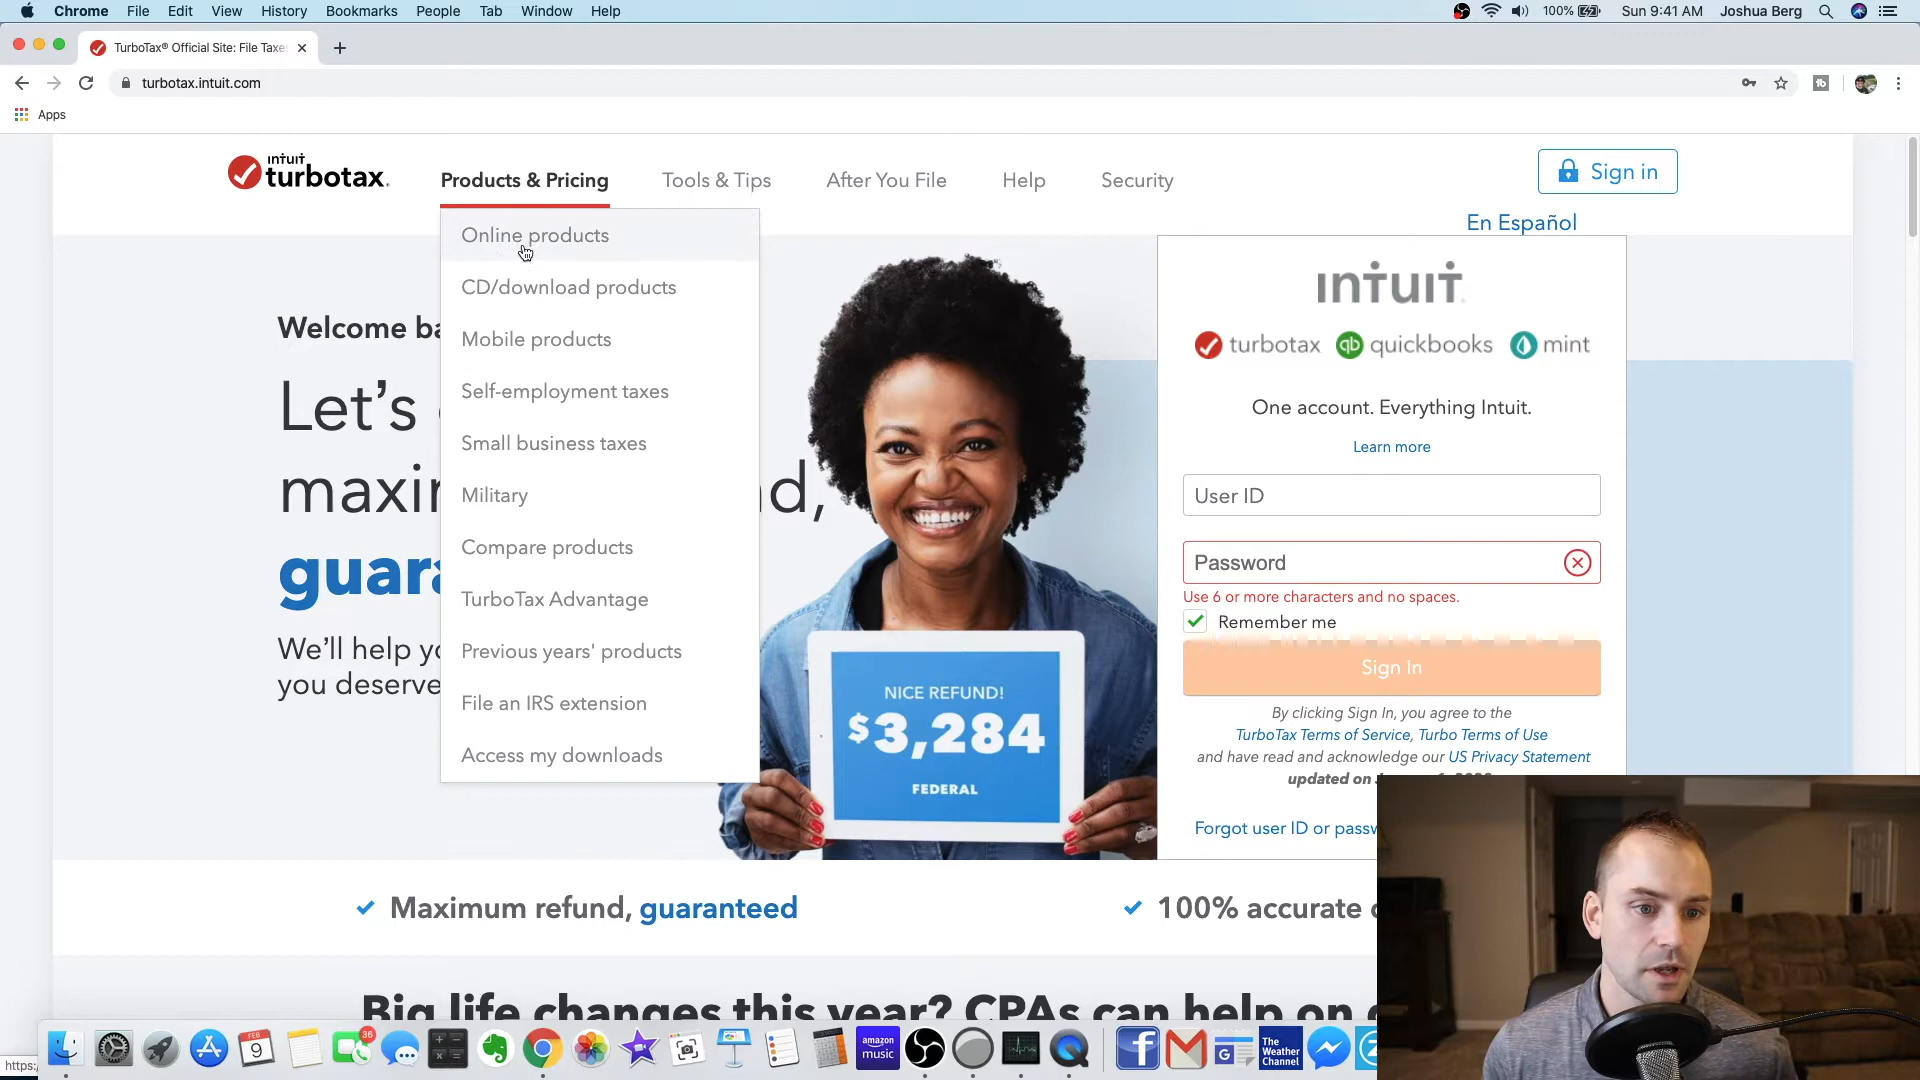 Chrome File Edit View History Bookmarks People Tab Window Help
100% Sun 9:41 AM Joshua Berg
TurboTax® Official Site: File Taxes
turbotax.intuit.com
Apps
intuit
turbotax.
Products & Pricing
Tools & Tips
After You File
Help
Security
Sign in
En Español
Online products
CD/download products
Mobile products
Self-employment taxes
Small business taxes
Military
Compare products
TurboTax Advantage
Previous years' products
File an IRS extension
Access my downloads
Welcome
Let's
d,
We'll help
you deserve
NICE REFUND!
$3,284
FEDERAL
intuit
turbotax quickbooks mint
One account. Everything Intuit.
Learn more
User ID
Password
Use 6 or more characters and no spaces.
Remember me
Sign In
By clicking Sign In, you agree to the
TurboTax Terms of Service, Turbo Terms of Use
and have read and acknowledge our US Privacy Statement
updated on
Forgot user ID or
Maximum refund, guaranteed
100% accurate
Big life changes this year? CPAs can help on
https:
FEB
9
36
amazon
music
The
Weather
Channel